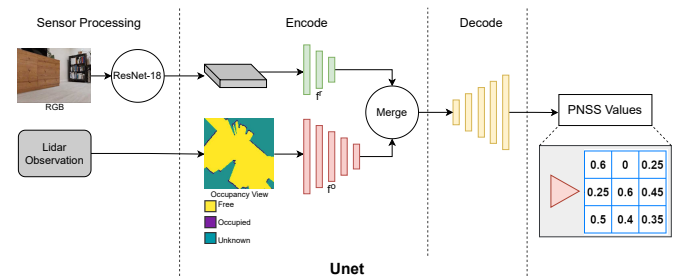 Sensor Processing
Encode
Decode
ResNet-18
RGB
f^r
Merge
PNSS Values
Lidar
Observation
Occupancy View
Free
Occupied
Unknown
f^o
0.6 0 0.25
0.25 0.6 0.45
0.5 0.4 0.35
Unet